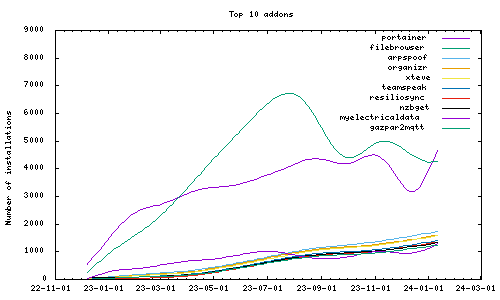 Top 10 addons
Number of installations
9000
8000
7000
6000
5000
4000
3000
2000
1000
0
portainer
filebrowser
arpspoof
organizr
xteve
teamspeak
resiliosync
nzbget
myelectricaldata
gazpar2mqtt
22-11-01 23-01-01 23-03-01 23-05-01 23-07-01 23-09-01 23-11-01 24-01-01 24-03-01